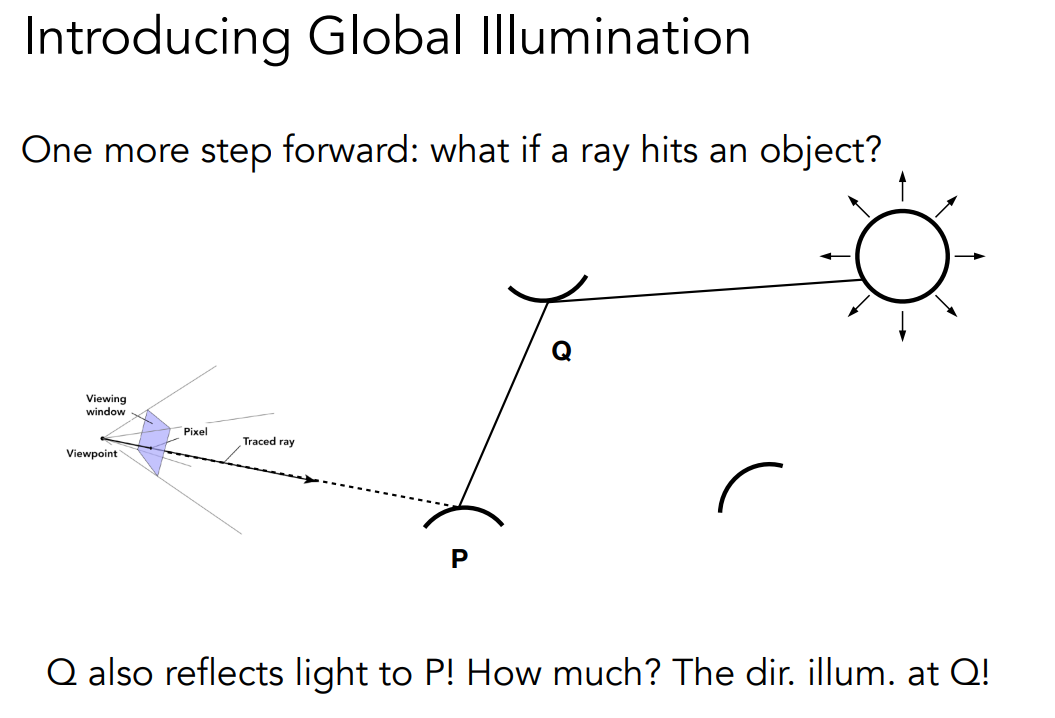 Introducing Global Illumination
One more step forward: what if a ray hits an object?
Q
Viewing
window
Pixel
Traced ray
Viewpoint
P
Q also reflects light to P! How much? The dir. illum. at Q!